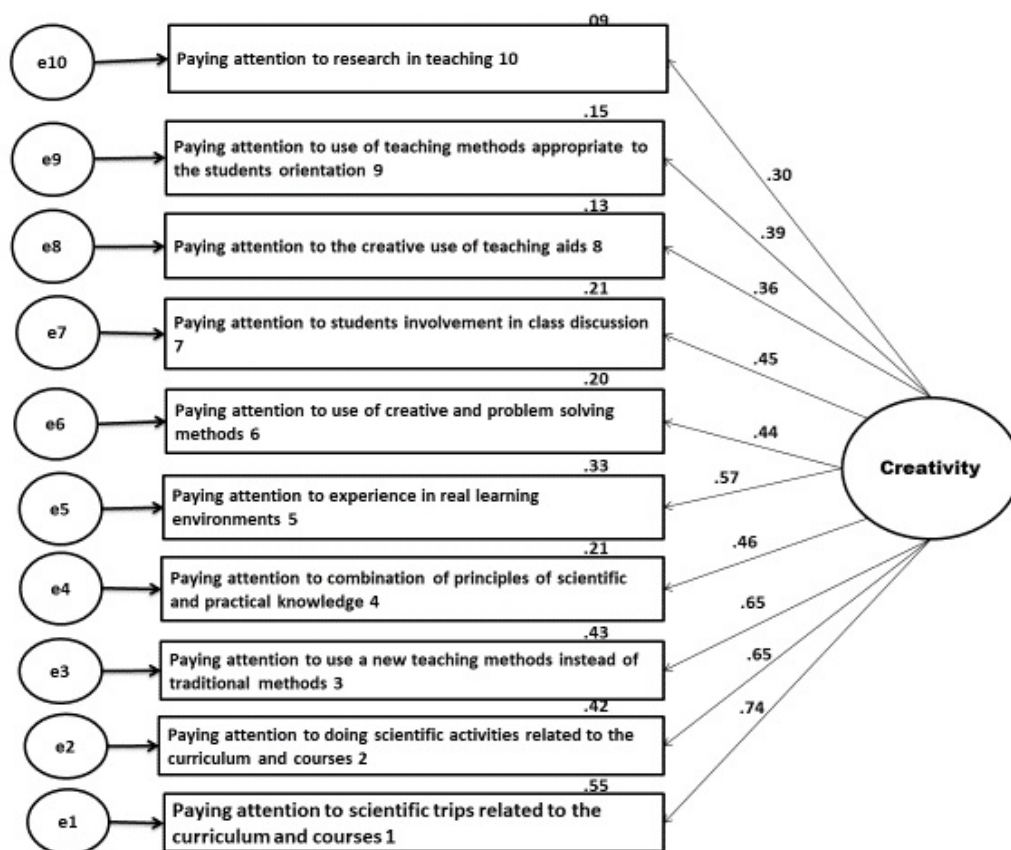 .09
e10
Paying attention to research in teaching 10
.30
.15
e9
Paying attention to use of teaching methods appropriate to
the students orientation 9
.39
.13
e8
Paying attention to the creative use of teaching aids 8
.36
.21
e7
Paying attention to students involvement in class discussion
7
.45
.20
e6
Paying attention to use of creative and problem solving
methods 6
.44
Creativity
.33
e5
Paying attention to experience in real learning
environments 5
.57
.21
e4
Paying attention to combination of principles of scientific
and practical knowledge 4
.46
.43
e3
Paying attention to use a new teaching methods instead of
traditional methods 3
.65
.42
e2
Paying attention to doing scientific activities related to the
curriculum and courses 2
.65
.55
e1
Paying attention to scientific trips related to the
curriculum and courses 1
.74